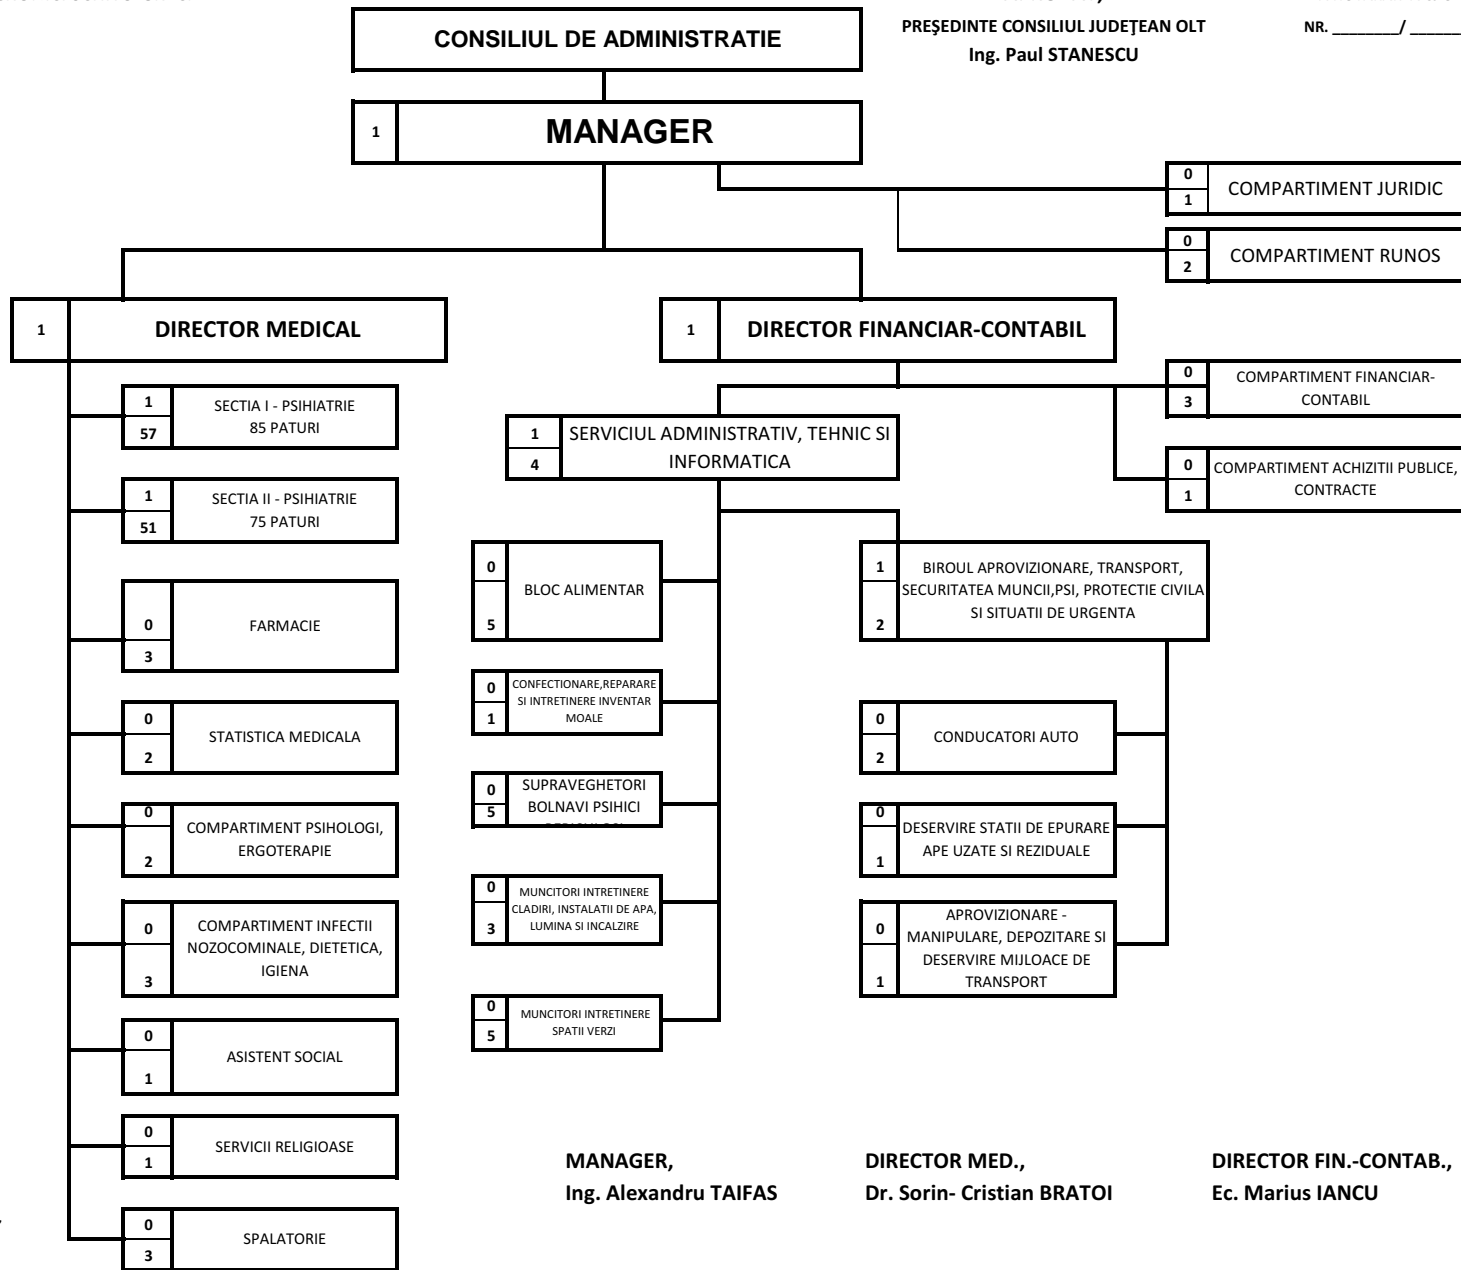 CONSILIUL DE ADMINISTRATIE
PREŞEDINTE CONSILIUL JUDEŢEAN OLT
NR. ________/ ______
Ing. Paul STANESCU
1
MANAGER
0
1
COMPARTIMENT JURIDIC
0
2
COMPARTIMENT RUNOS
1
DIRECTOR MEDICAL
1
DIRECTOR FINANCIAR-CONTABIL
0
3
COMPARTIMENT FINANCIAR-
CONTABIL
0
1
COMPARTIMENT ACHIZITII PUBLICE,
CONTRACTE
1
57
SECTIA I - PSIHIATRIE
85 PATURI
1
51
SECTIA II - PSIHIATRIE
75 PATURI
0
3
FARMACIE
0
2
STATISTICA MEDICALA
0
2
COMPARTIMENT PSIHOLOGI,
ERGOTERAPIE
0
3
COMPARTIMENT INFECTII
NOZOCOMINALE, DIETETICA,
IGIENA
0
1
ASISTENT SOCIAL
0
1
SERVICII RELIGIOASE
0
3
SPALATORIE
1
4
SERVICIUL ADMINISTRATIV, TEHNIC SI
INFORMATICA
0
5
BLOC ALIMENTAR
0
1
CONFECTIONARE,REPARARE
SI INTRETINERE INVENTAR
MOALE
0
5
SUPRAVEGHETORI
BOLNAVI PSIHICI
0
3
MUNCITORI INTRETINERE
CLADIRI, INSTALATII DE APA,
LUMINA SI INCALZIRE
0
5
MUNCITORI INTRETINERE
SPATII VERZI
1
2
BIROUL APROVIZIONARE, TRANSPORT,
SECURITATEA MUNCII,PSI, PROTECTIE CIVILA
SI SITUATII DE URGENTA
0
2
CONDUCATORI AUTO
0
1
DESERVIRE STATII DE EPURARE
APE UZATE SI REZIDUALE
0
1
APROVIZIONARE -
MANIPULARE, DEPOZITARE SI
DESERVIRE MIJLOACE DE
TRANSPORT
MANAGER,
Ing. Alexandru TAIFAS
DIRECTOR MED.,
Dr. Sorin- Cristian BRATOI
DIRECTOR FIN.-CONTAB.,
Ec. Marius IANCU